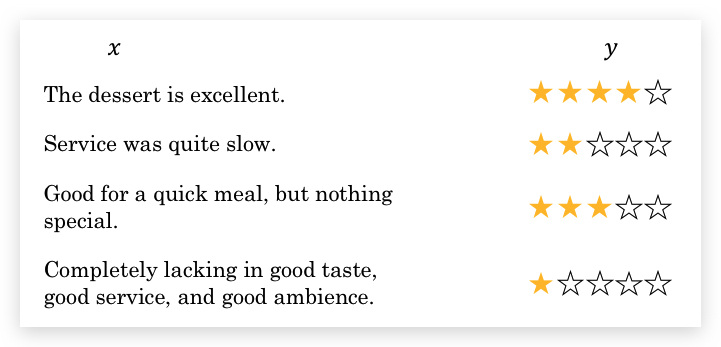 x y
The dessert is excellent. ★★★★☆
Service was quite slow. ★★☆☆☆
Good for a quick meal, but nothing
special. ★★★☆☆
Completely lacking in good taste,
good service, and good ambience. ★☆☆☆☆